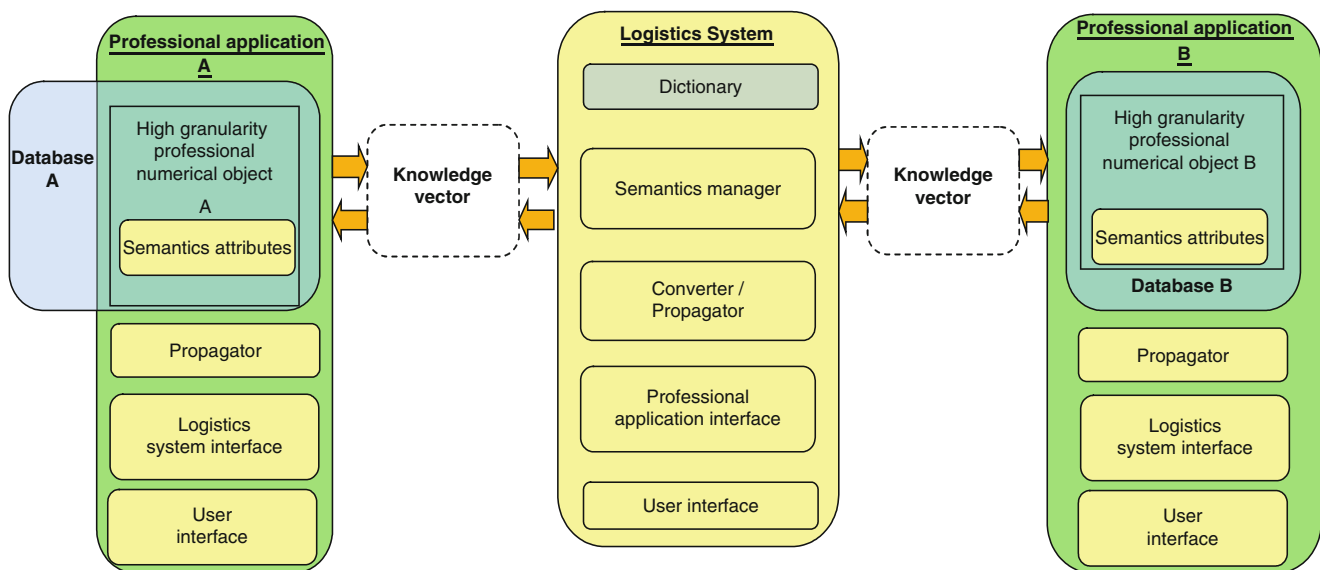 Professional application
A
Database
A
High granularity
professional
numerical object
A
Semantics attributes
Propagator
Logistics
system interface
User
interface
Knowledge
vector
Logistics System
Dictionary
Semantics manager
Converter /
Propagator
Professional
application interface
User interface
Knowledge
vector
Professional application
B
High granularity
professional
numerical object B
Semantics attributes
Database B
Propagator
Logistics
system interface
User
interface